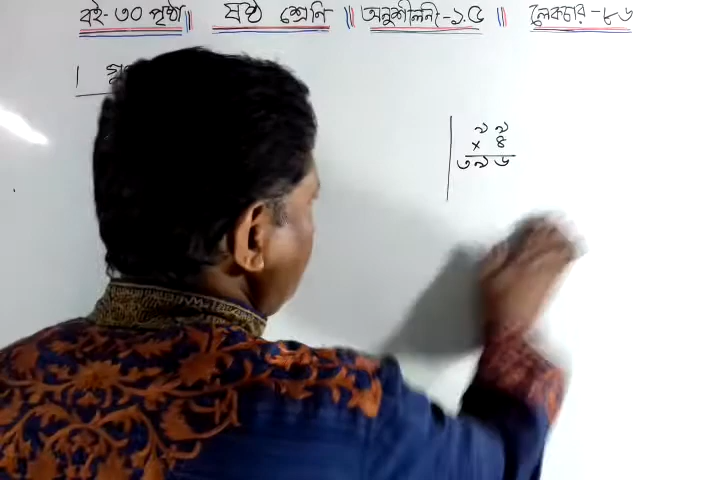 বই-৩০ পৃষ্ঠা || ষষ্ঠ শ্রেনি || অনুশীলনী-১.৫ || লেকচার-৮৬
৯৯
× ৪
৩৯৬